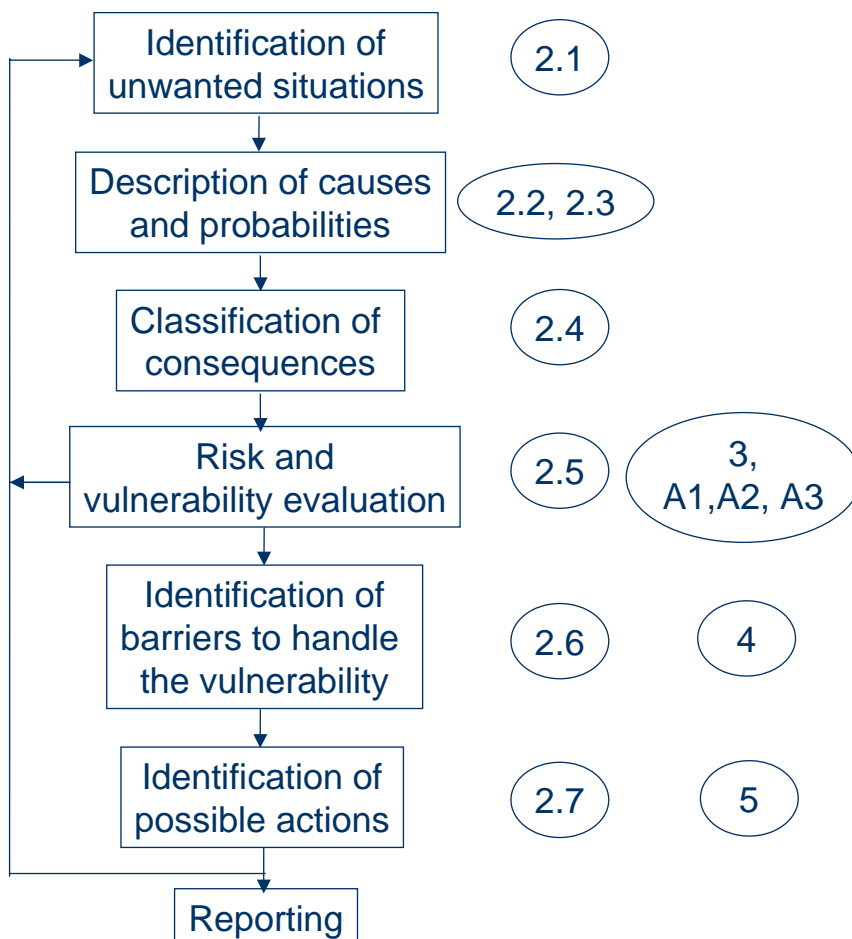 Identification of
unwanted situations
2.1
Description of causes
and probabilities
2.2, 2.3
Classification of
consequences
2.4
Risk and
vulnerability evaluation
2.5
3,
A1,A2, A3
Identification of
barriers to handle
the vulnerability
2.6
4
Identification of
possible actions
2.7
5
Reporting